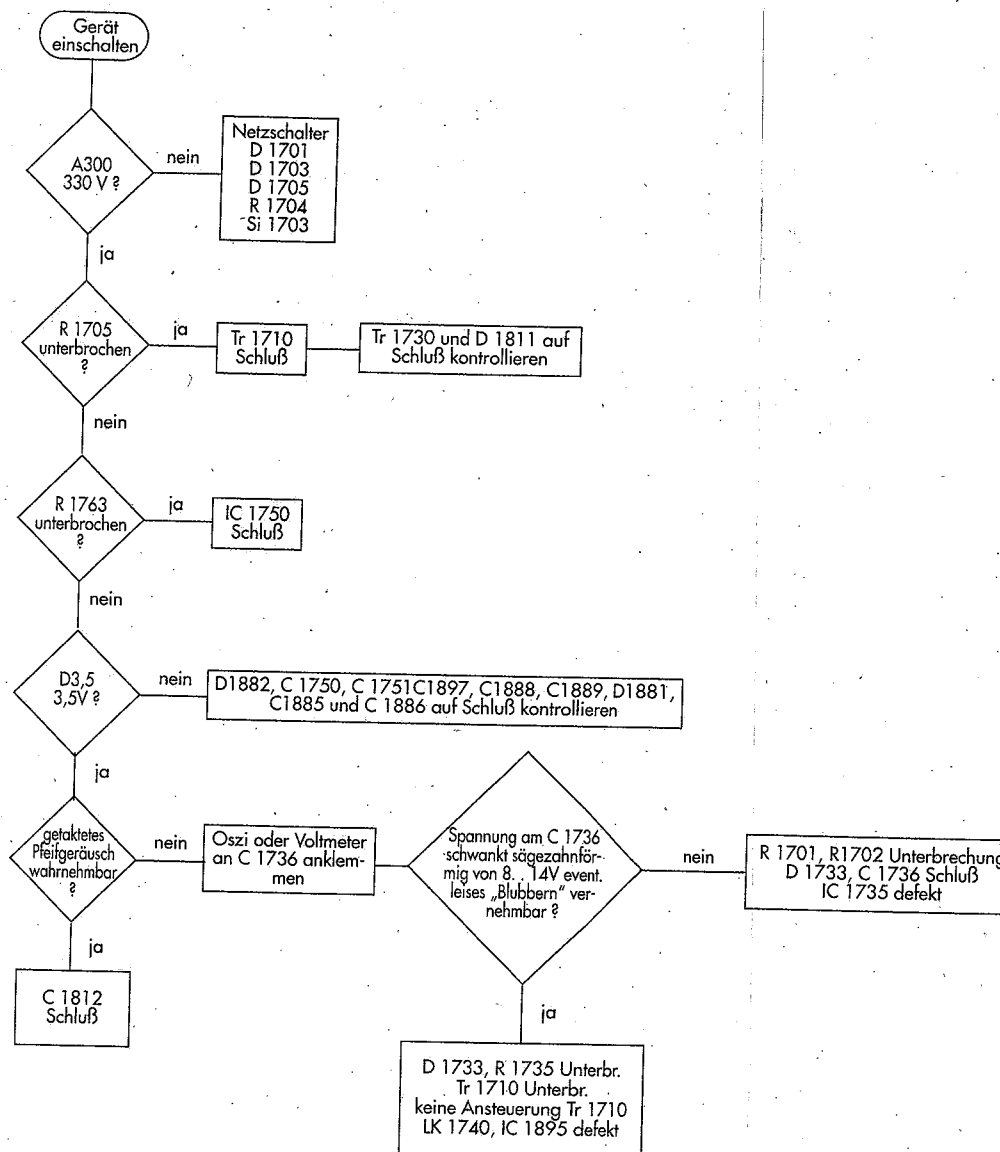 Gerät
einschalten
A300
330 V ?
nein
Netzschalter
D 1701
D 1703
D 1705
R 1704
Si 1703
ja
R 1705
unterbrochen
?
ja
Tr 1710
Schluß
Tr 1730 und D 1811 auf
Schluß kontrollieren
nein
R 1763
unterbrochen
?
ja
IC 1750
Schluß
nein
D3,5
3,5V ?
nein
D1882, C 1750, C 1751C1897, C1888, C1889, D1881,
C1885 und C 1886 auf Schluß kontrollieren
ja
getaktetes
Pfeifgeräusch
wahrnehmbar
?
nein
Oszi oder Voltmeter
an C 1736 anklem-
men
Spannung am C 1736
schwankt sägezahnför-
mig von 8. . 14V event.
leises „Blubbern" ver-
nehmbar ?
nein
R 1701, R1702 Unterbrechung
D 1733, C 1736 Schluß
IC 1735 defekt
ja
C 1812
Schluß
ja
D 1733, R 1735 Unterbr.
Tr 1710 Unterbr.
keine Ansteuerung Tr 1710
LK 1740, IC 1895 defekt